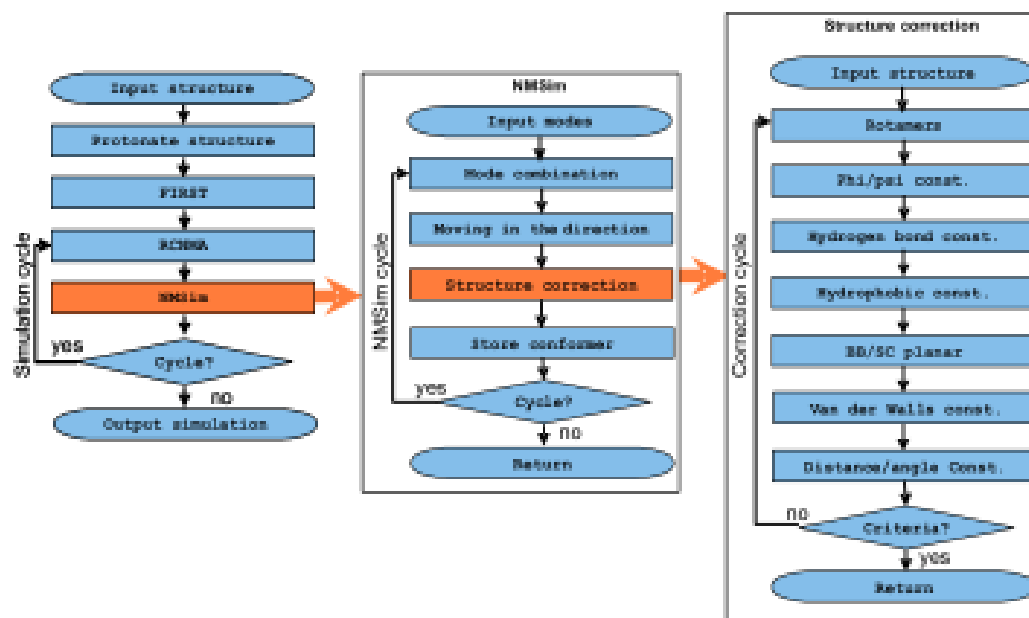 Input structure
Protonate structure
FIRST
RCNMA
NMSim
Cycle?
yes
no
Output simulation
Simulation cycle
NMSim
Input modes
Mode combination
Moving in the direction
Structure correction
Store conformer
Cycle?
yes
no
Return
NMSim cycle
Structure correction
Input structure
Rotamers
Phi/psi const.
Hydrogen bond const.
Hydrophobic const.
BB/SC planar
Van der Walls const.
Distance/angle Const.
Criteria?
no
yes
Return
Correction cycle